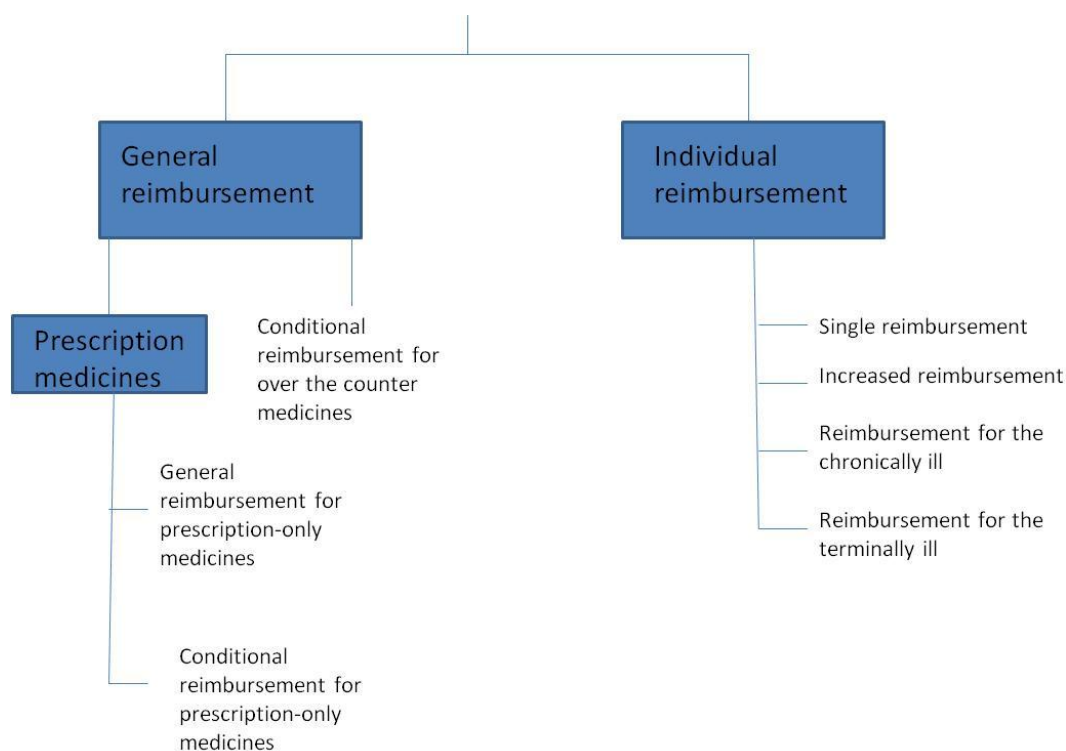 General
reimbursement
Individual
reimbursement
Prescription
medicines
Conditional
reimbursement for
over the counter
medicines
General
reimbursement for
prescription-only
medicines
Conditional
reimbursement for
prescription-only
medicines
Single reimbursement
Increased reimbursement
Reimbursement for the
chronically ill
Reimbursement for the
terminally ill